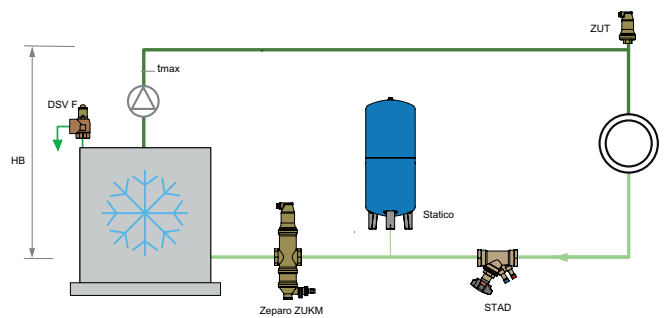 ZUT
tmax
DSV F
HB
Statico
Zeparo ZUKM
STAD